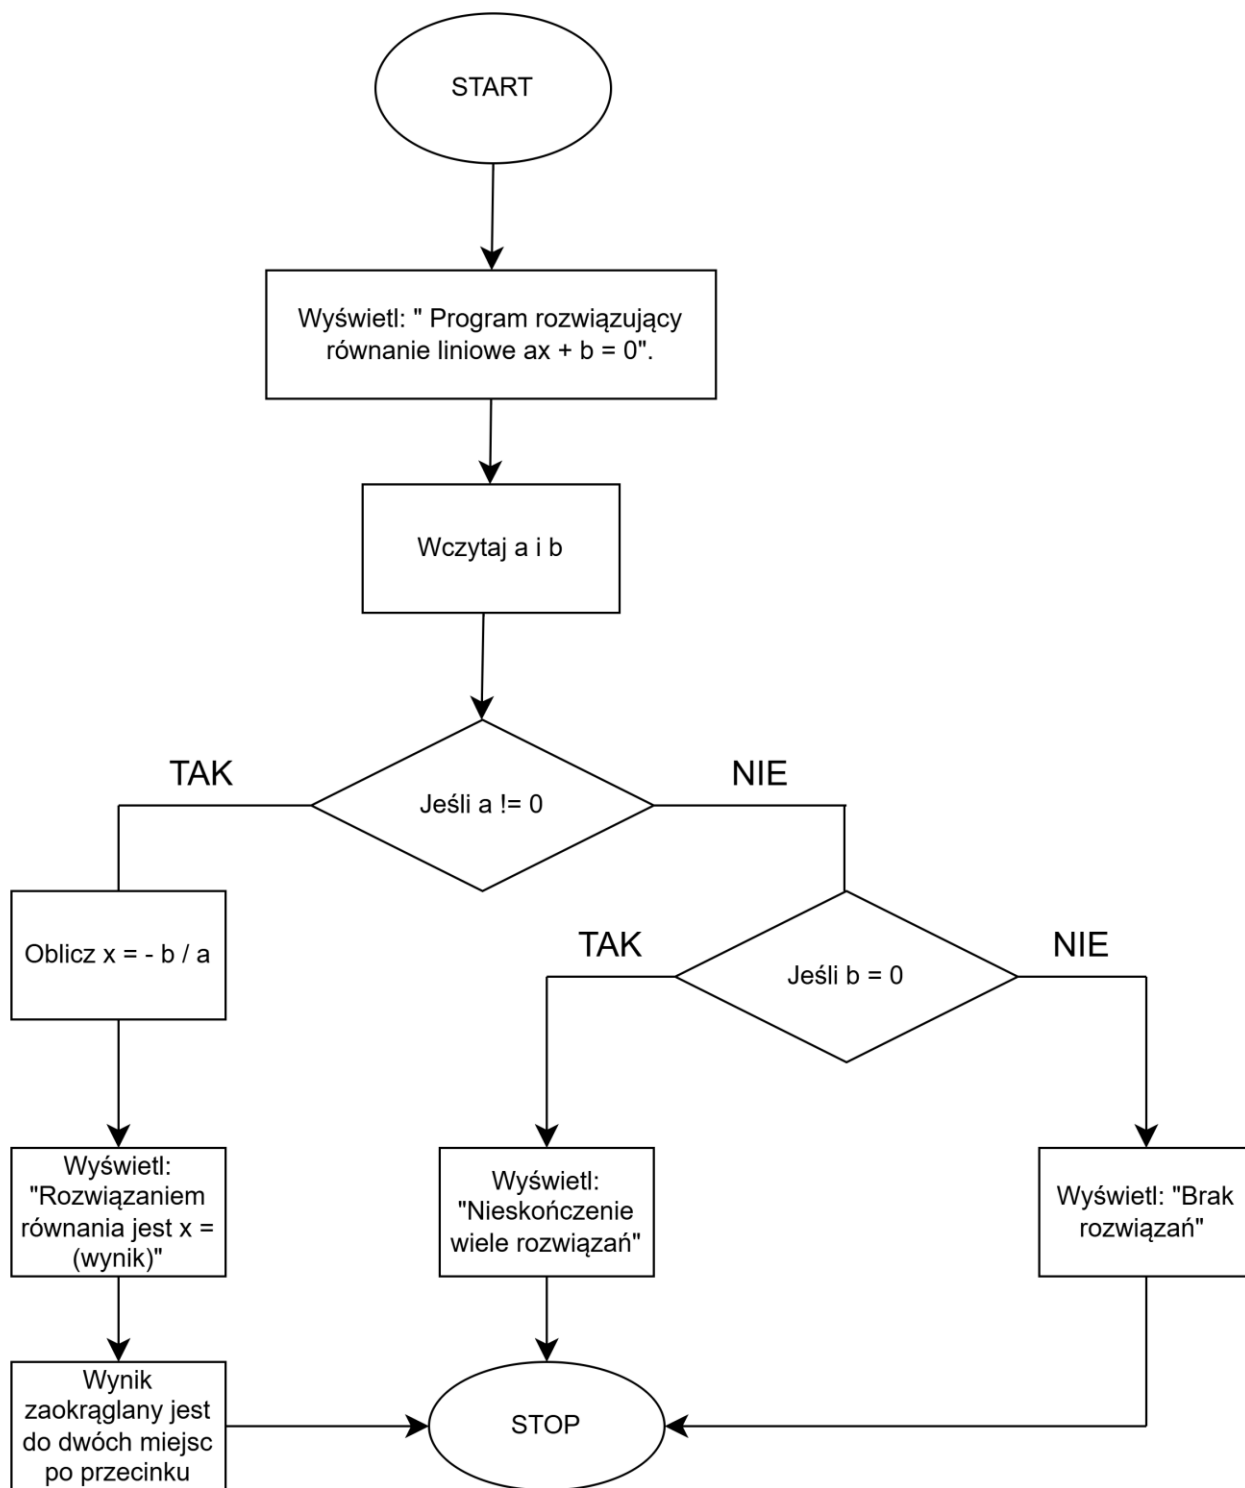 START
Wyświetl: " Program rozwiązujący
równanie liniowe ax + b = 0".
Wczytaj a i b
TAK
NIE
Jeśli a != 0
Oblicz x = - b / a
TAK
NIE
Jeśli b = 0
Wyświetl:
"Rozwiązaniem
równania jest x =
(wynik)"
Wyświetl:
"Nieskończenie
wiele rozwiązań"
Wyświetl: "Brak
rozwiązań"
Wynik
zaokrąglany jest
do dwóch miejsc
po przecinku
STOP